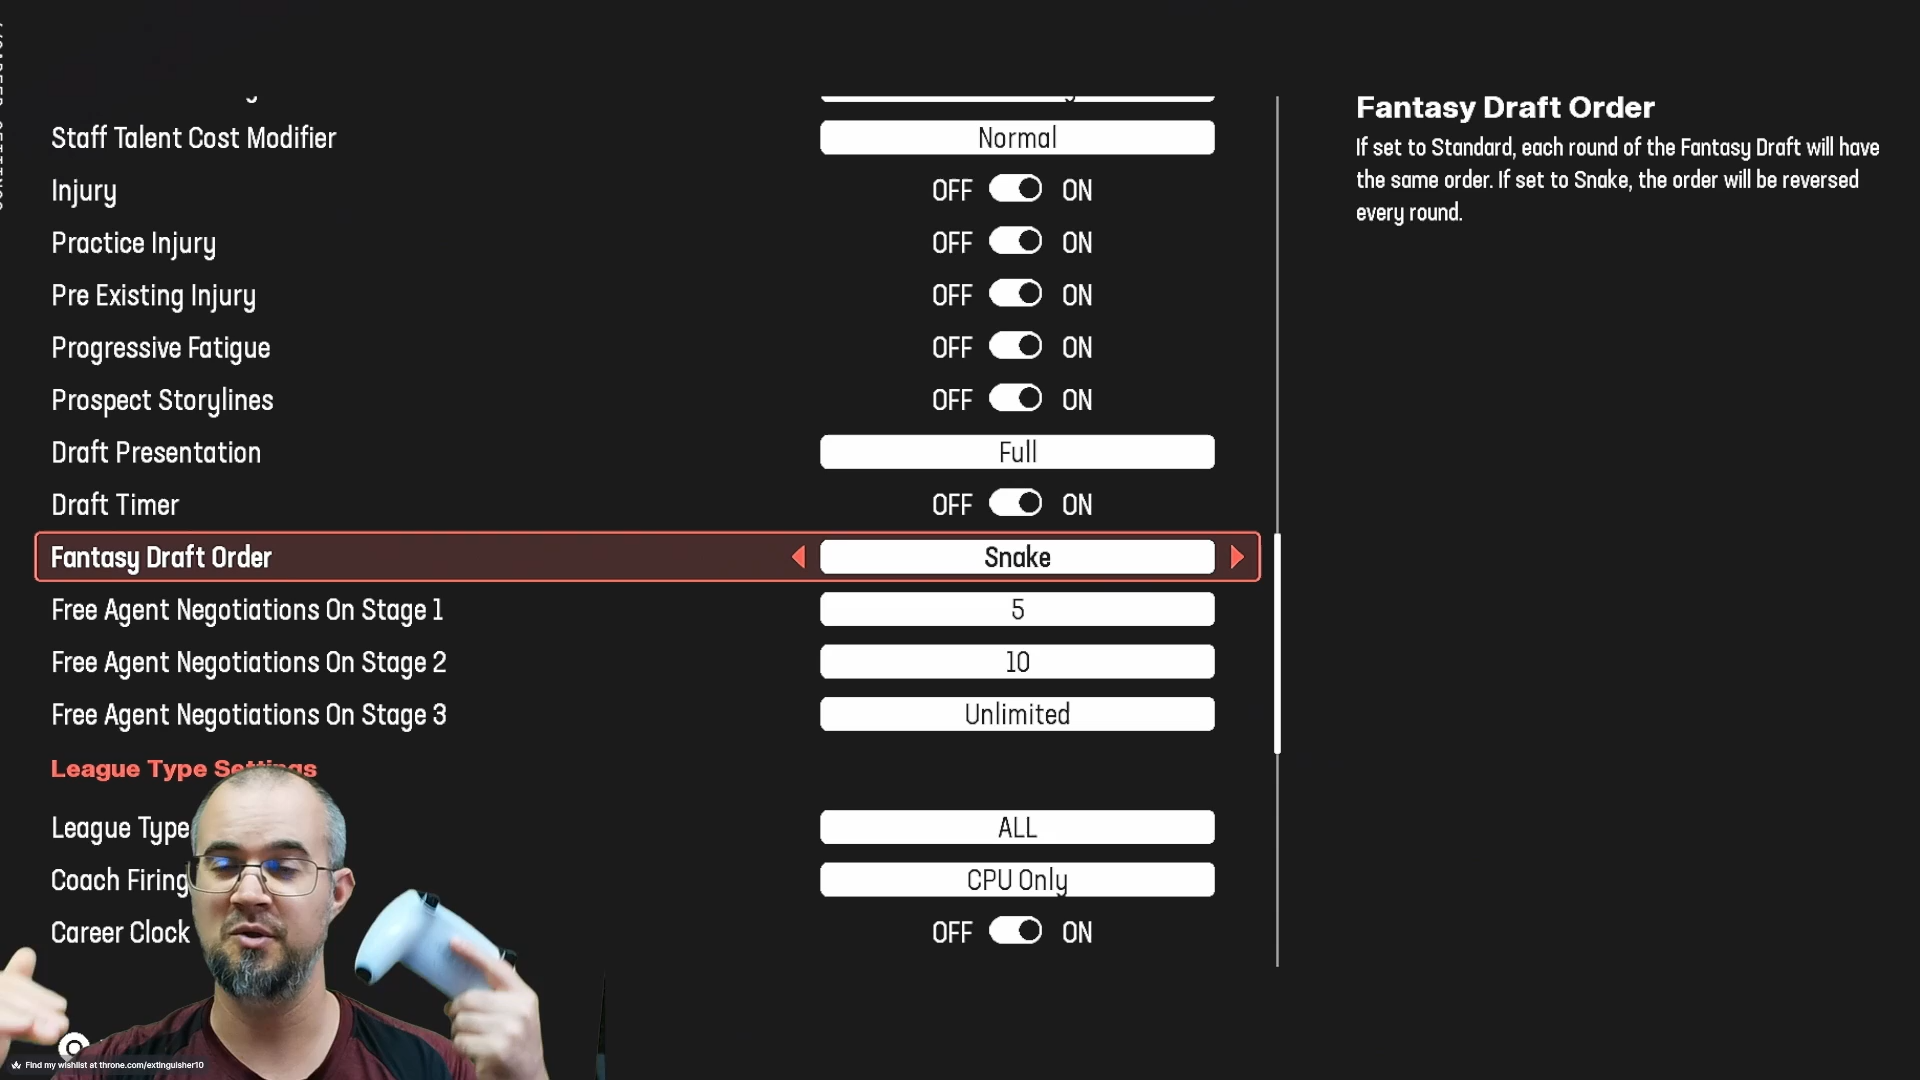 Staff Talent Cost Modifier Normal
Injury OFF ON
Practice Injury OFF ON
Pre Existing Injury OFF ON
Progressive Fatigue OFF ON
Prospect Storylines OFF ON
Draft Presentation Full
Draft Timer OFF ON
Fantasy Draft Order Snake
Free Agent Negotiations On Stage 1 5
Free Agent Negotiations On Stage 2 10
Free Agent Negotiations On Stage 3 Unlimited
League Type Settings
League Type ALL
Coach Firing CPU Only
Career Clock OFF ON
Find my wishlist at throne.com/extinguisher10
Fantasy Draft Order
If set to Standard, each round of the Fantasy Draft will have
the same order. If set to Snake, the order will be reversed
every round.